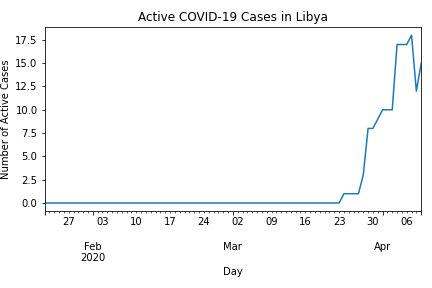 Active COVID-19 Cases in Libya
Number of Active Cases
17.5
15.0
12.5
10.0
7.5
5.0
2.5
0.0
27 03 10 17 24 02 09 16 23 30 06
Feb Mar Apr
2020
Day